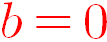 b = 0